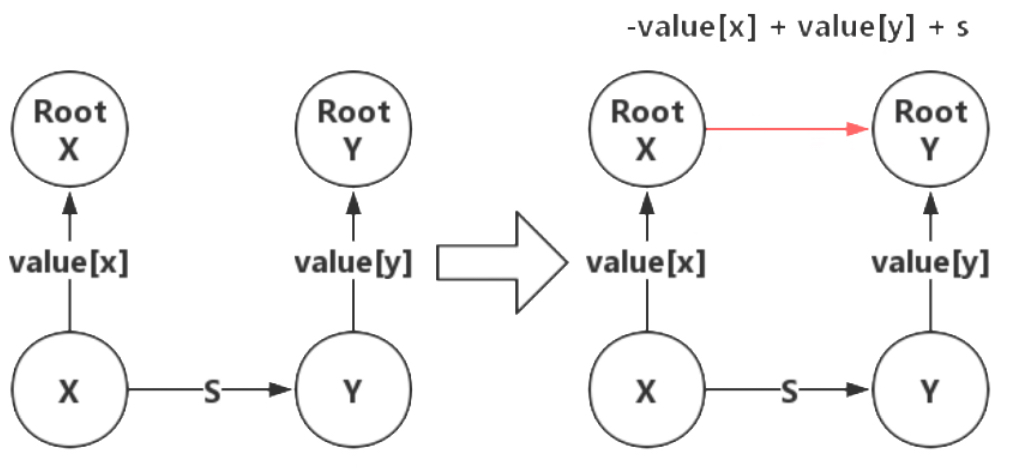 -value[x] + value[y] + s
Root
X
Root
Y
Root
X
Root
Y
value[x]
value[y]
value[x]
value[y]
X
S
Y
X
S
Y